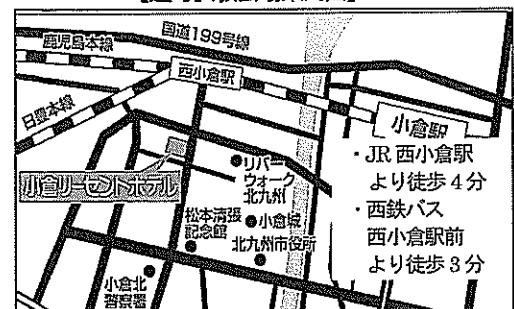 鹿児島本線
国道199号線
西小倉駅
日豊本線
小倉駅
・JR西小倉駅
より徒歩4分
・西鉄バス
西小倉駅前
より徒歩3分
小倉リーセントホテル
リバー
ウォーク
北九州
松本清張
記念館
小倉城
北九州市役所
小倉北
警察署